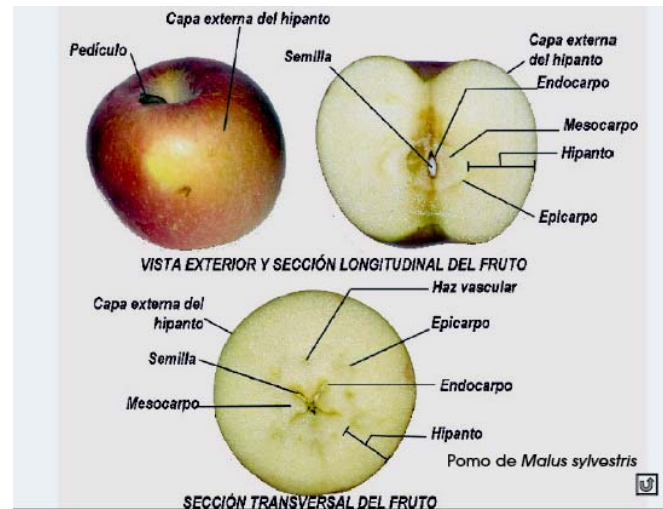 Capa externa del hipanto
Pedículo
Semilla
Capa externa
del hipanto
Endocarpo
Mesocarpo
Hipanto
Epicarpo
VISTA EXTERIOR Y SECCIÓN LONGITUDINAL DEL FRUTO
Haz vascular
Capa externa del
hipanto
Epicarpo
Semilla
Endocarpo
Mesocarpo
Hipanto
Pomo de Malus sylvestris
SECCIÓN TRANSVERSAL DEL FRUTO